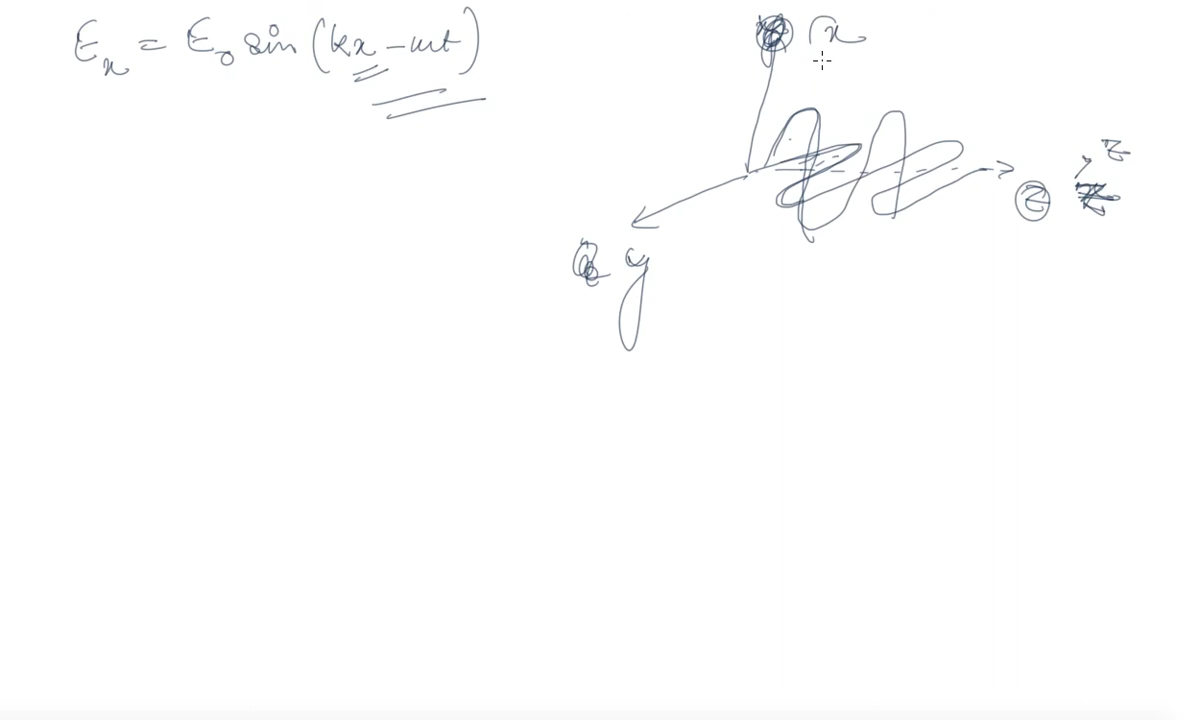 Ex = E0 sin (kx - ωt)
x
z
z
y